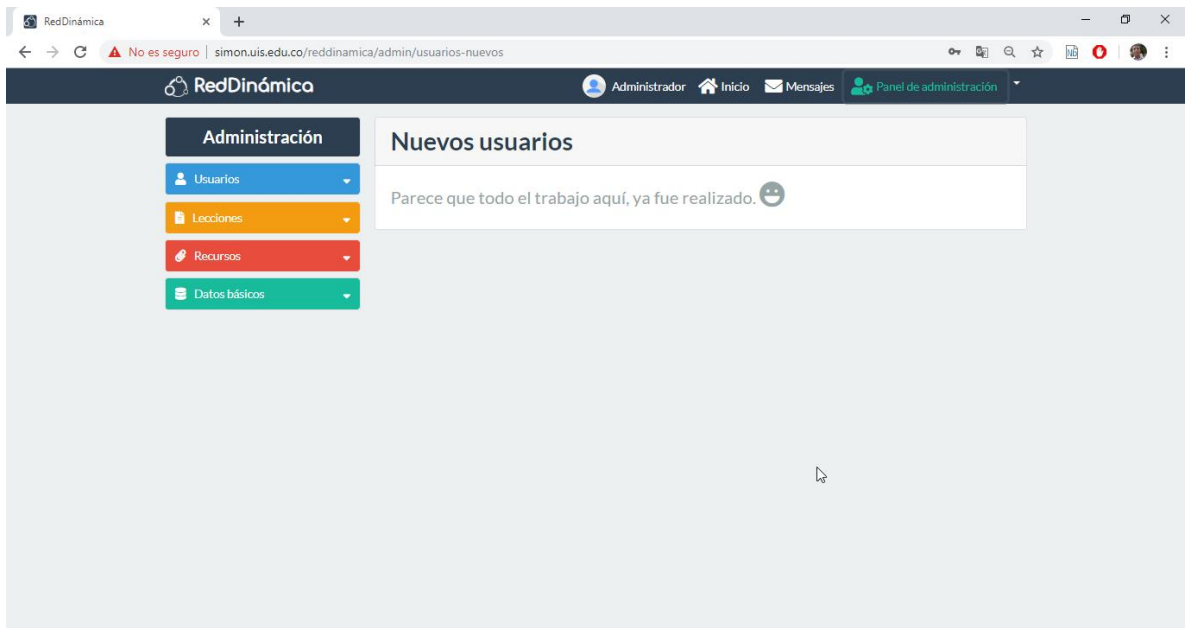 RedDinámica
No es seguro | simon.uis.edu.co/reddinamica/admin/usuarios-nuevos
RedDinámica
Administrador Inicio Mensajes Panel de administración
Administración
Usuarios
Lecciones
Recursos
Datos básicos
Nuevos usuarios
Parece que todo el trabajo aquí, ya fue realizado.